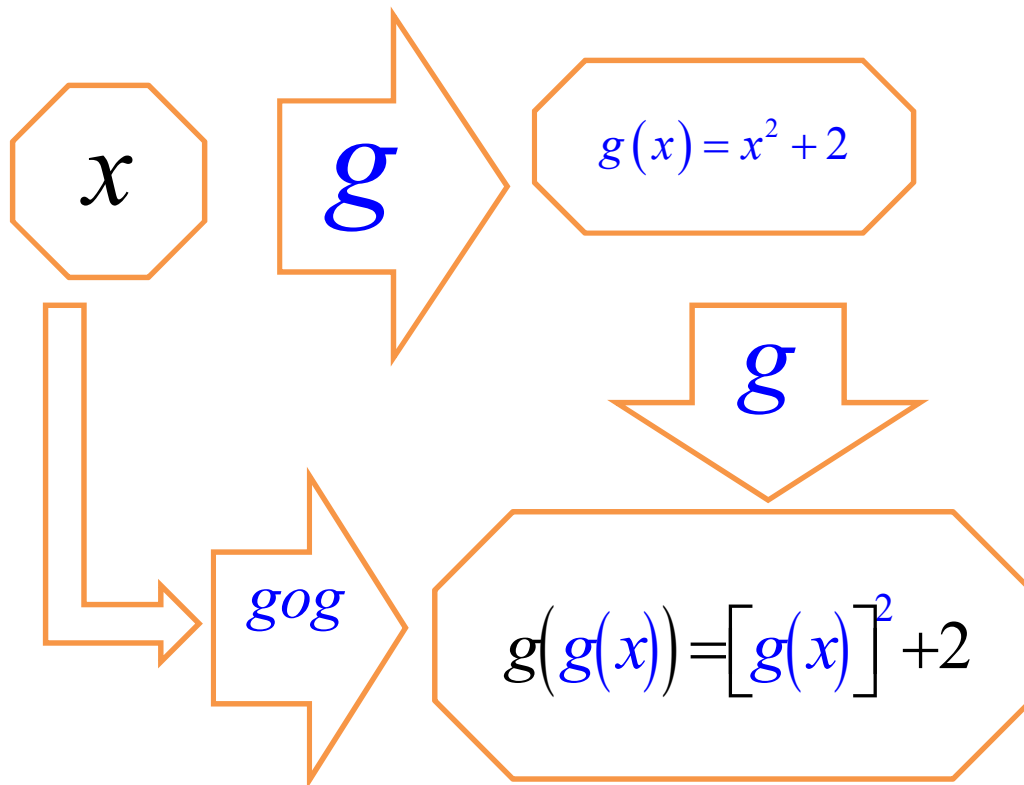 x
g
g(x) = x² + 2
g
gog
g(g(x)) = [g(x)]² + 2